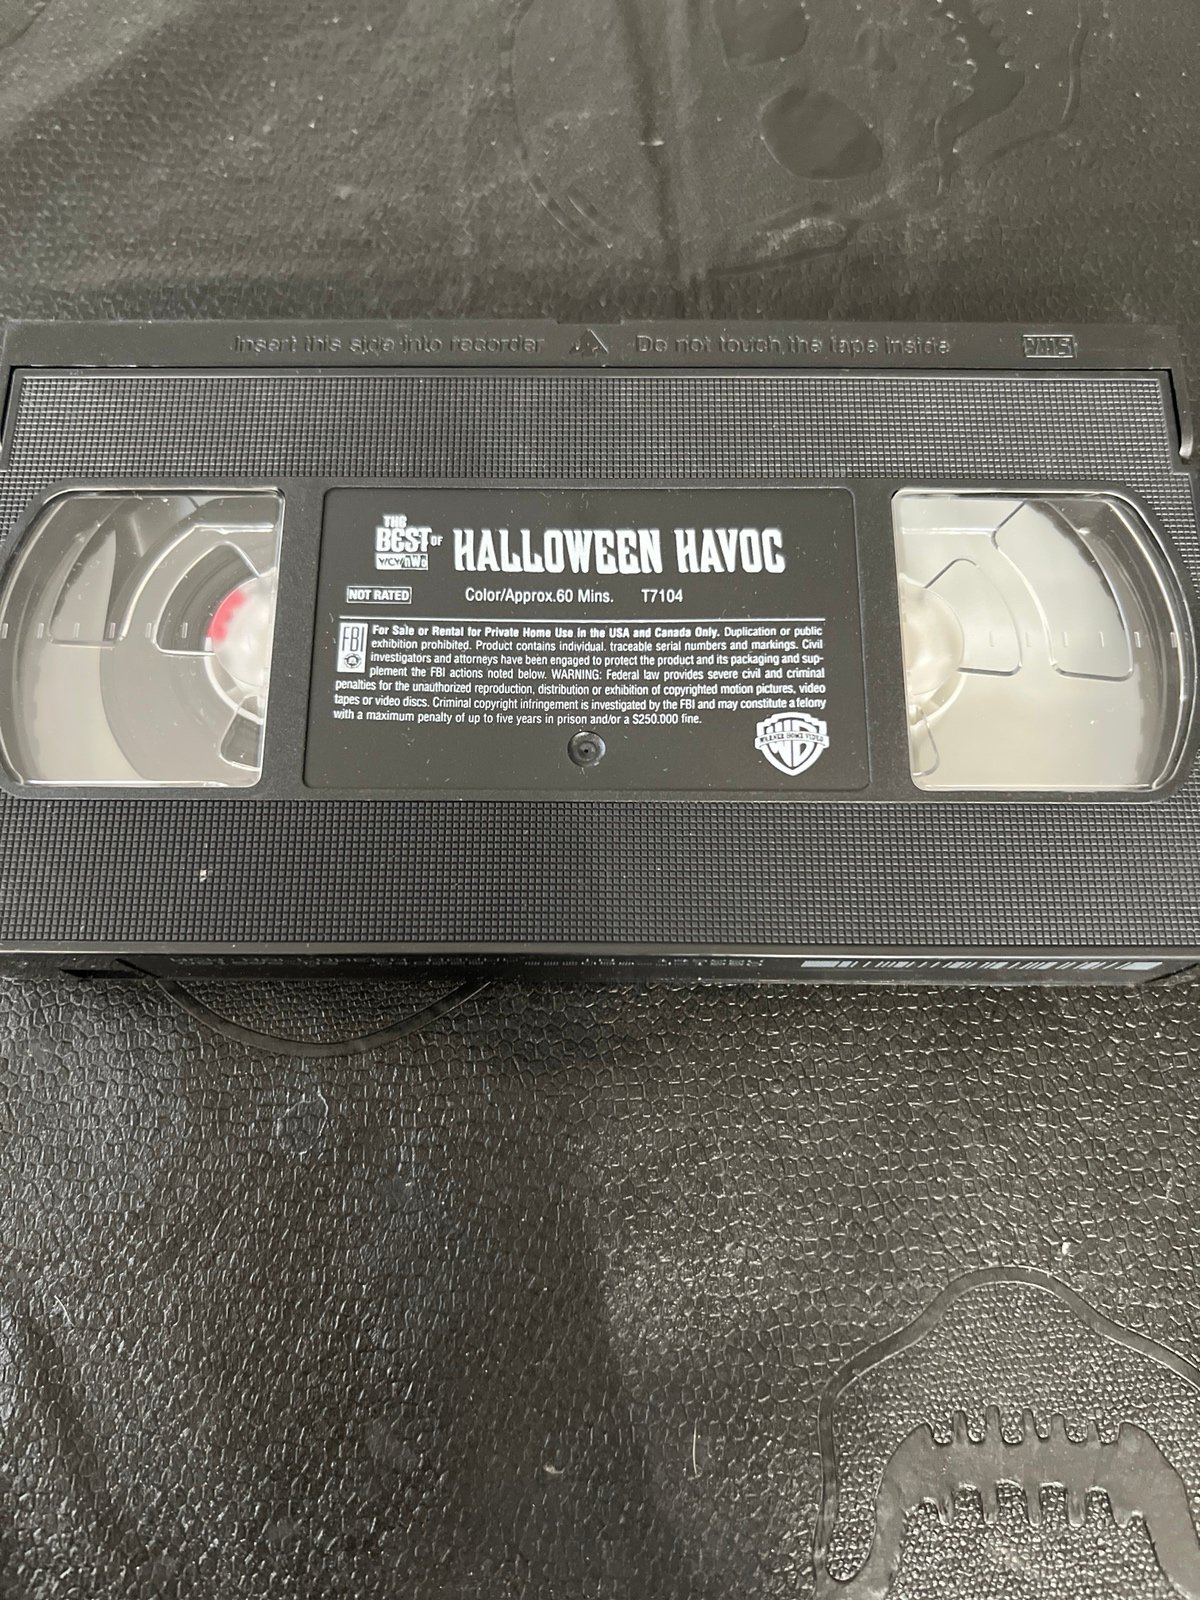 Insert this side into recorder Do not touch the tape inside VHS
THE
BEST OF
WCW/nWo
HALLOWEEN HAVOC
NOT RATED Color/Approx.60 Mins. T7104
FBI
For Sale or Rental for Private Home Use in the USA and Canada Only. Duplication or public
exhibition prohibited. Product contains individual, traceable serial numbers and markings. Civil
investigators and attorneys have been engaged to protect the product and its packaging and sup-
plement the FBI actions noted below. WARNING: Federal law provides severe civil and criminal
penalties for the unauthorized reproduction, distribution or exhibition of copyrighted motion pictures, video
tapes or video discs. Criminal copyright infringement is investigated by the FBI and may constitute a felony
with a maximum penalty of up to five years in prison and/or a $250.000 fine.
WB
WARNER HOME VIDEO